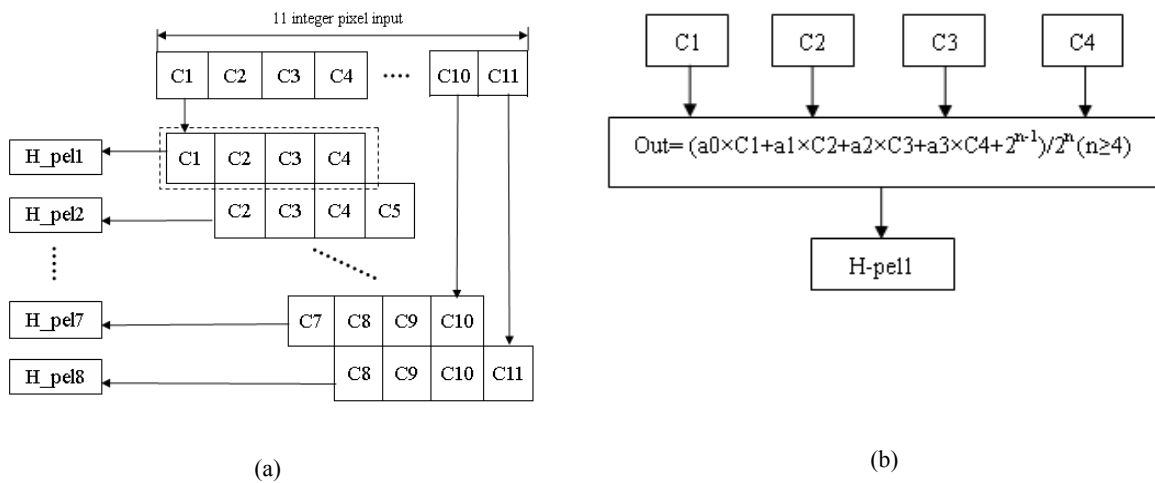 11 integer pixel input
C1 C2 C3 C4 ···· C10 C11
H_pel1 C1 C2 C3 C4
H_pel2 C2 C3 C4 C5
H_pel7 C7 C8 C9 C10
H_pel8 C8 C9 C10 C11
(a)
C1 C2 C3 C4
Out= (a0×C1+a1×C2+a2×C3+a3×C4+2ⁿ⁻¹)/2ⁿ(n≥4)
H-pel1
(b)